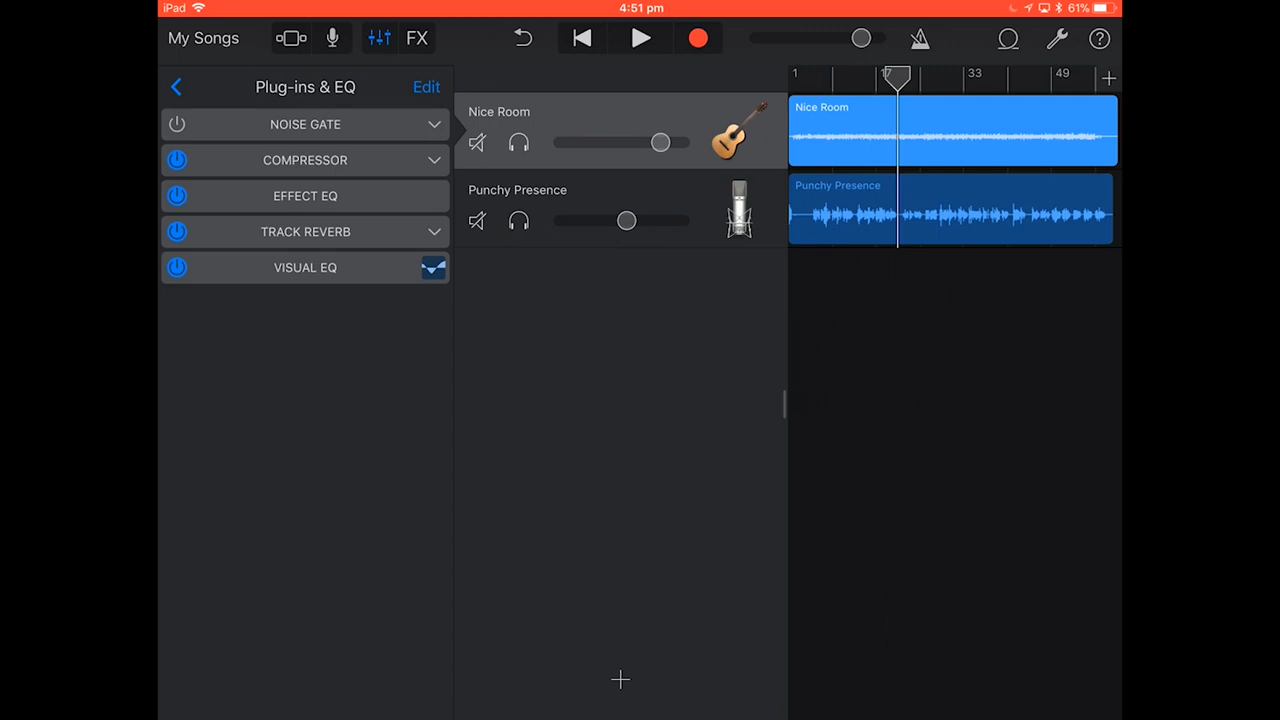 iPad 4:51 pm 61%
My Songs FX
Plug-ins & EQ Edit
NOISE GATE
COMPRESSOR
EFFECT EQ
TRACK REVERB
VISUAL EQ
Nice Room
Punchy Presence
1 17 33 49
Nice Room
Punchy Presence